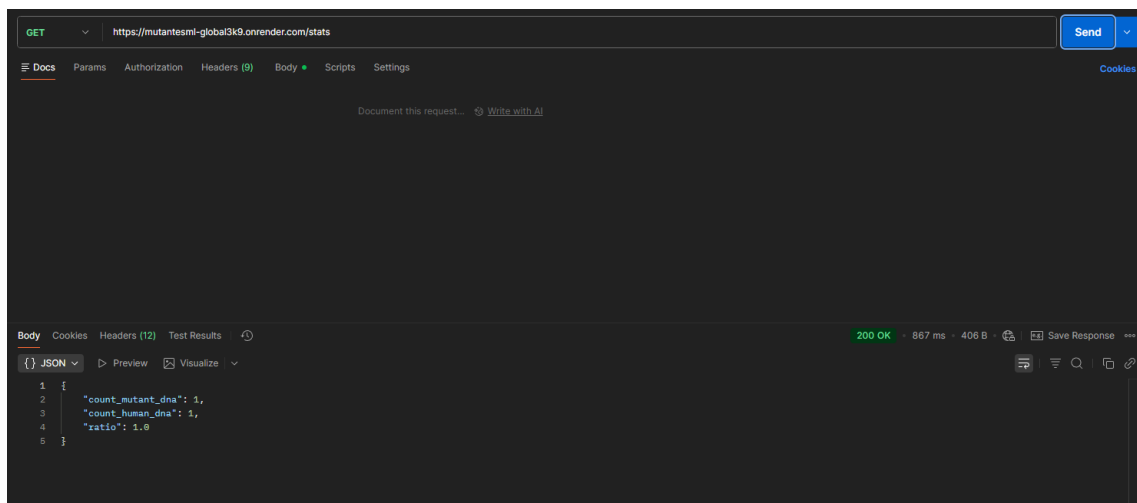 GET https://mutantesml-global3k9.onrender.com/stats Send
Docs Params Authorization Headers (9) Body Scripts Settings Cookies
Document this request... Write with AI
Body Cookies Headers (12) Test Results 200 OK 867 ms 406 B Save Response
{} JSON Preview Visualize
1 {
2 "count_mutant_dna": 1,
3 "count_human_dna": 1,
4 "ratio": 1.0
5 }